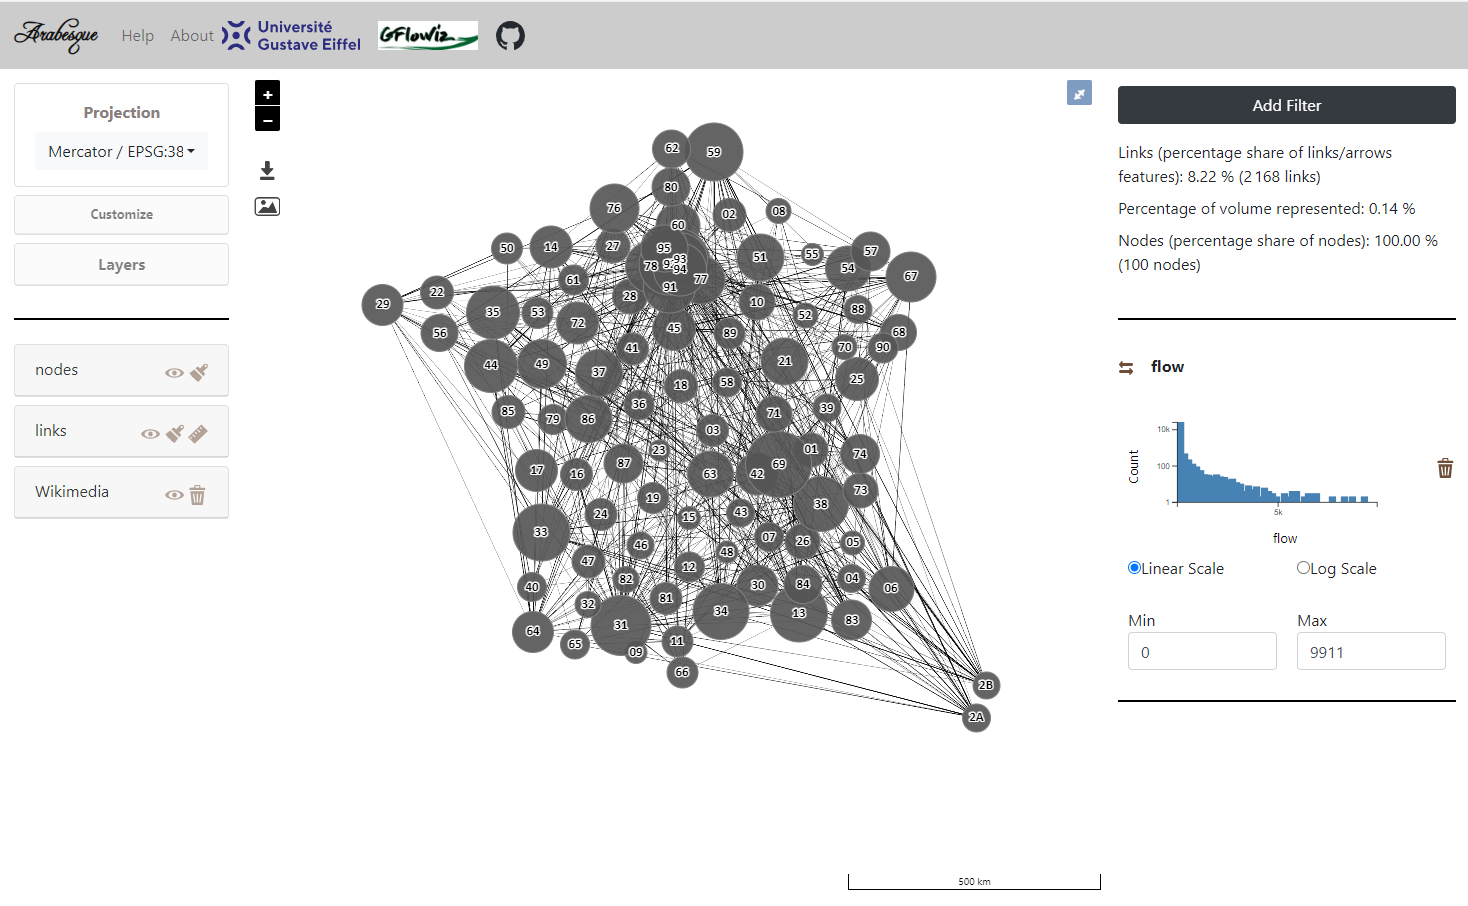 Arabesque Help About Université Gustave Eiffel GFlowiz
Projection
Mercator / EPSG:38
Customize
Layers
nodes
links
Wikimedia
+
−
62 59
80
76 02 08
60
50 14 27 95 51 55 57
93
78 9 94 54 67
77
61 91
22 28 10 88
29 35 53 72 52
56 45 89 68
41 70 90
44 49 37 21
18 58 25
36 39
85 79 86 71
03
23 01 74
17 16 87 63 42 69
73
24 19 15 43 38
07 26 05
46 48
47 12
40 82 30 84 04 06
32 81
64 31 34 13 83
65 09 11
66
2B
2A
500 km
Add Filter
Links (percentage share of links/arrows
features): 8.22 % (2 168 links)
Percentage of volume represented: 0.14 %
Nodes (percentage share of nodes): 100.00 %
(100 nodes)
flow
10k
100
1
Count
5k
flow
Linear Scale Log Scale
Min Max
0 9911